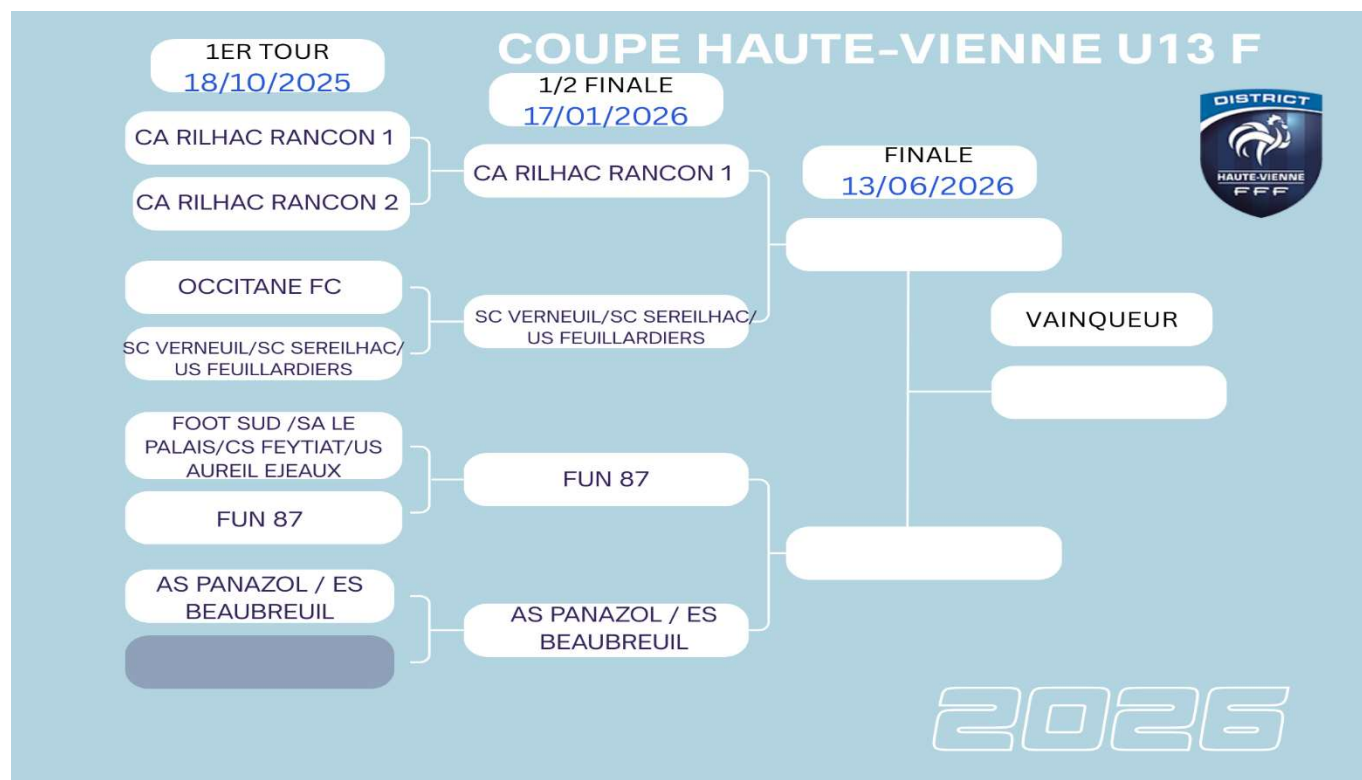 COUPE HAUTE-VIENNE U13 F
1ER TOUR
18/10/2025
CA RILHAC RANCON 1
CA RILHAC RANCON 2
OCCITANE FC
SC VERNEUIL/SC SEREILHAC/
US FEUILLARDIERS
FOOT SUD /SA LE
PALAIS/CS FEYTIAT/US
AUREIL EJEAUX
FUN 87
AS PANAZOL / ES
BEAUBREUIL
1/2 FINALE
17/01/2026
CA RILHAC RANCON 1
SC VERNEUIL/SC SEREILHAC/
US FEUILLARDIERS
FUN 87
AS PANAZOL / ES
BEAUBREUIL
FINALE
13/06/2026
VAINQUEUR
DISTRICT
HAUTE-VIENNE
FFF
2026